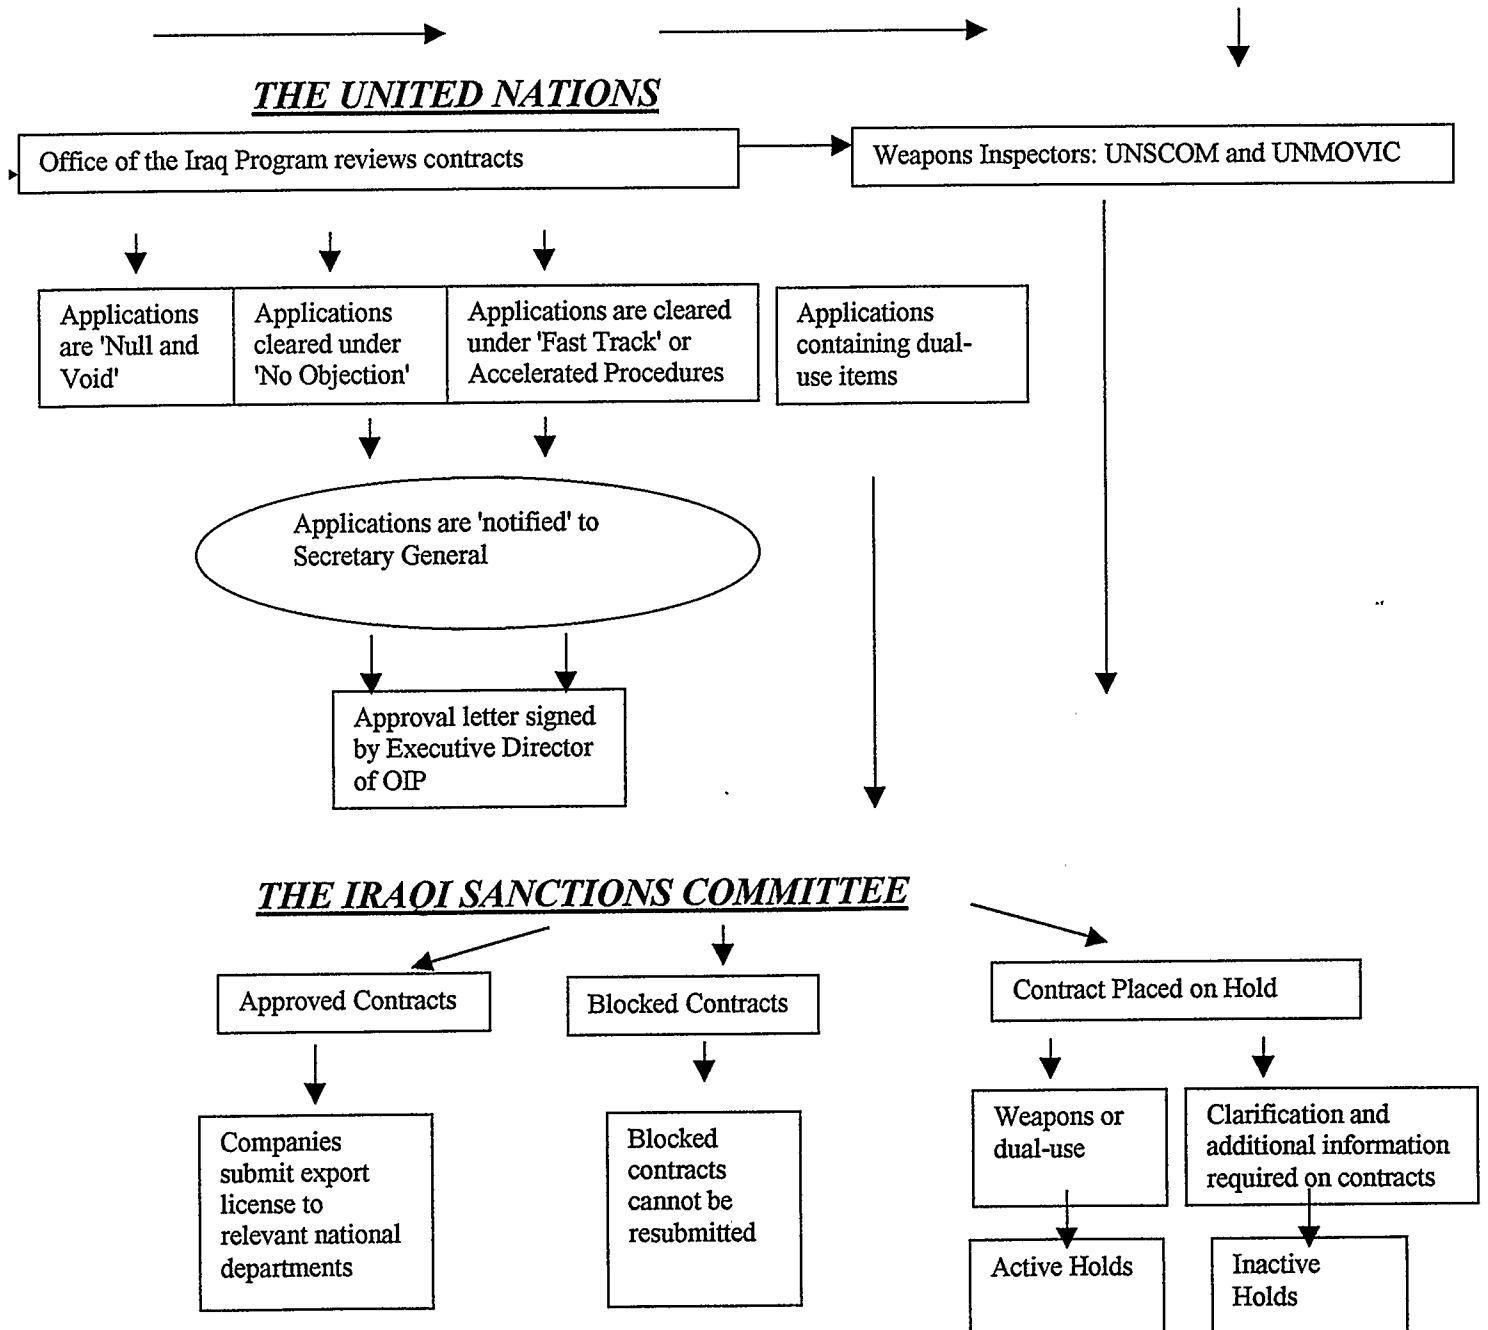 THE UNITED NATIONS
Office of the Iraq Program reviews contracts
Weapons Inspectors: UNSCOM and UNMOVIC
Applications
are 'Null and
Void'
Applications
cleared under
'No Objection'
Applications are cleared
under 'Fast Track' or
Accelerated Procedures
Applications
containing dual-
use items
Applications are 'notified' to
Secretary General
Approval letter signed
by Executive Director
of OIP
THE IRAQI SANCTIONS COMMITTEE
Approved Contracts
Blocked Contracts
Contract Placed on Hold
Companies
submit export
license to
relevant national
departments
Blocked
contracts
cannot be
resubmitted
Weapons or
dual-use
Clarification and
additional information
required on contracts
Active Holds
Inactive
Holds